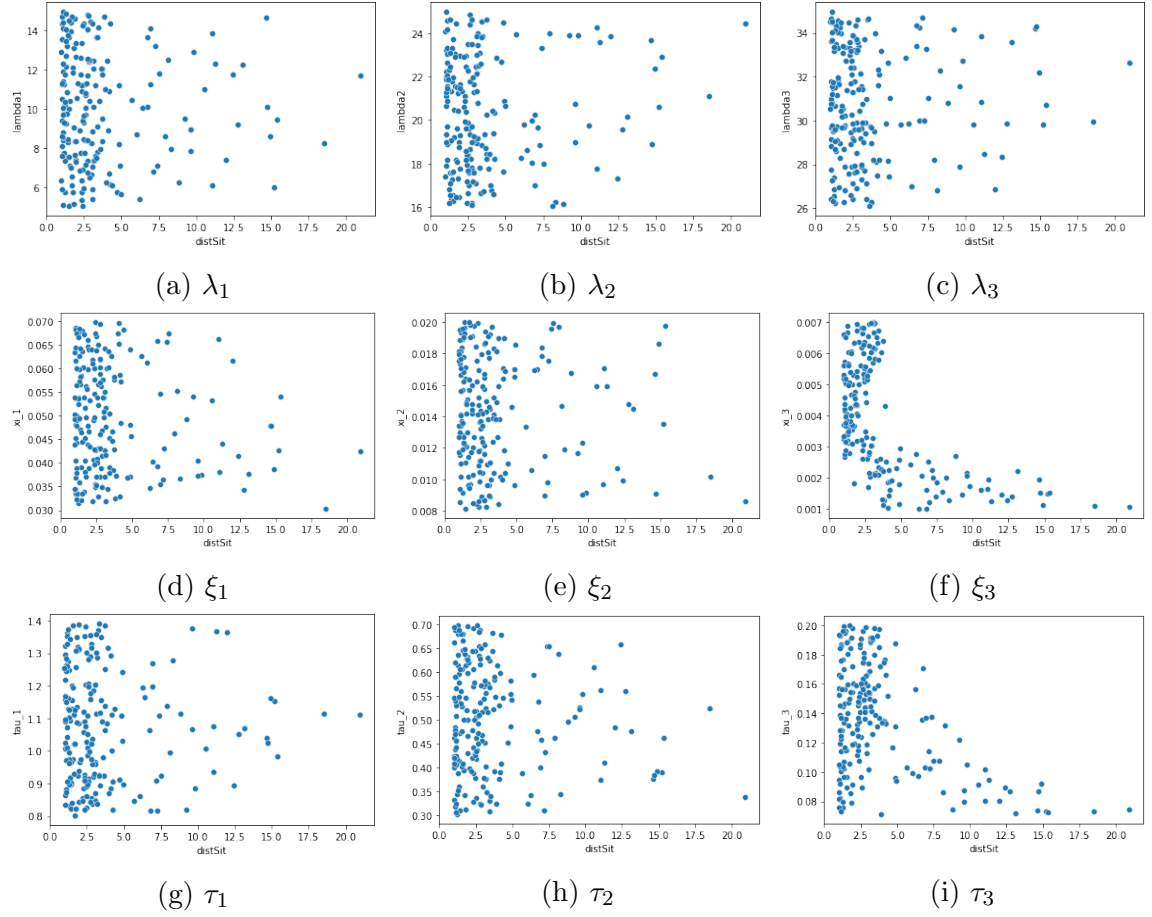 lambda1
14
12
10
8
6
0.0 2.5 5.0 7.5 10.0 12.5 15.0 17.5 20.0
distSit
(a) λ1
lambda2
24
22
20
18
16
0.0 2.5 5.0 7.5 10.0 12.5 15.0 17.5 20.0
distSit
(b) λ2
lambda3
34
32
30
28
26
0.0 2.5 5.0 7.5 10.0 12.5 15.0 17.5 20.0
distSit
(c) λ3
xi_1
0.070
0.065
0.060
0.055
0.050
0.045
0.040
0.035
0.030
0.0 2.5 5.0 7.5 10.0 12.5 15.0 17.5 20.0
distSit
(d) ξ1
xi_2
0.020
0.018
0.016
0.014
0.012
0.010
0.008
0.0 2.5 5.0 7.5 10.0 12.5 15.0 17.5 20.0
distSit
(e) ξ2
xi_3
0.007
0.006
0.005
0.004
0.003
0.002
0.001
0.0 2.5 5.0 7.5 10.0 12.5 15.0 17.5 20.0
distSit
(f) ξ3
tau_1
1.4
1.3
1.2
1.1
1.0
0.9
0.8
0.0 2.5 5.0 7.5 10.0 12.5 15.0 17.5 20.0
distSit
(g) τ1
tau_2
0.70
0.65
0.60
0.55
0.50
0.45
0.40
0.35
0.30
0.0 2.5 5.0 7.5 10.0 12.5 15.0 17.5 20.0
distSit
(h) τ2
tau_3
0.20
0.18
0.16
0.14
0.12
0.10
0.08
0.0 2.5 5.0 7.5 10.0 12.5 15.0 17.5 20.0
distSit
(i) τ3